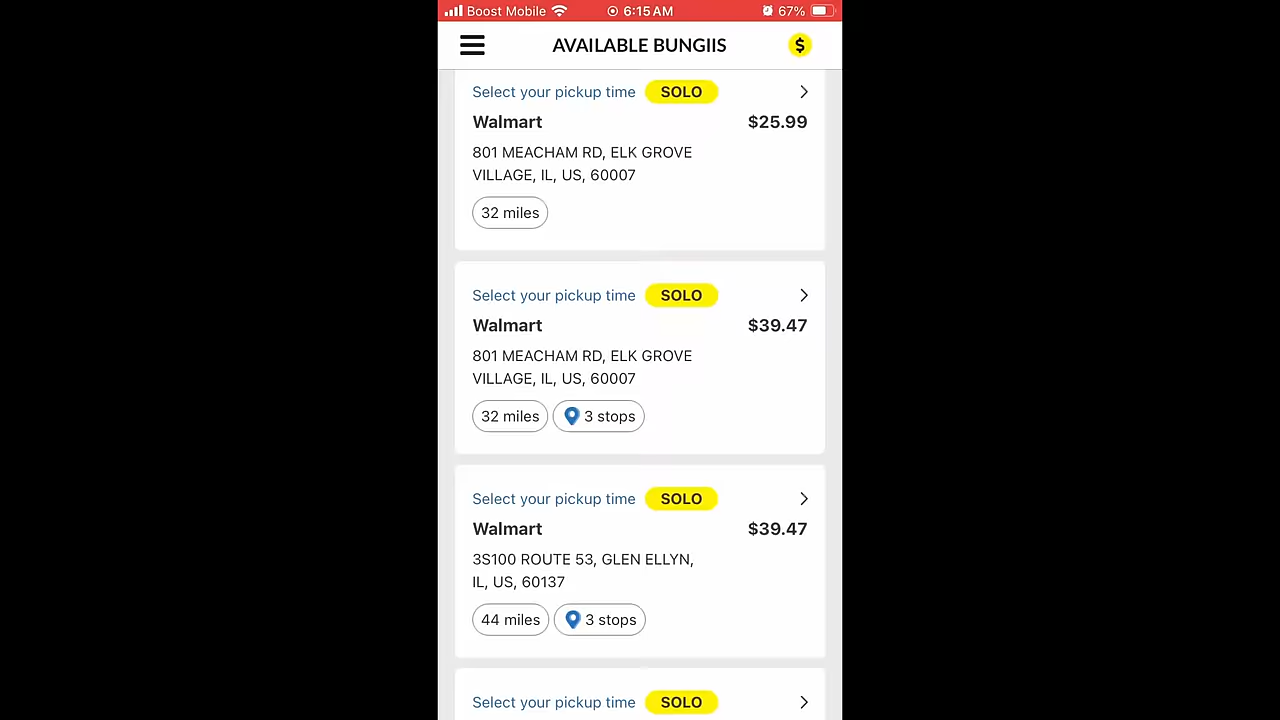 Boost Mobile 6:15 AM 67%
AVAILABLE BUNGIIS $
Select your pickup time SOLO
Walmart $25.99
801 MEACHAM RD, ELK GROVE
VILLAGE, IL, US, 60007
32 miles
Select your pickup time SOLO
Walmart $39.47
801 MEACHAM RD, ELK GROVE
VILLAGE, IL, US, 60007
32 miles 3 stops
Select your pickup time SOLO
Walmart $39.47
3S100 ROUTE 53, GLEN ELLYN,
IL, US, 60137
44 miles 3 stops
Select your pickup time SOLO